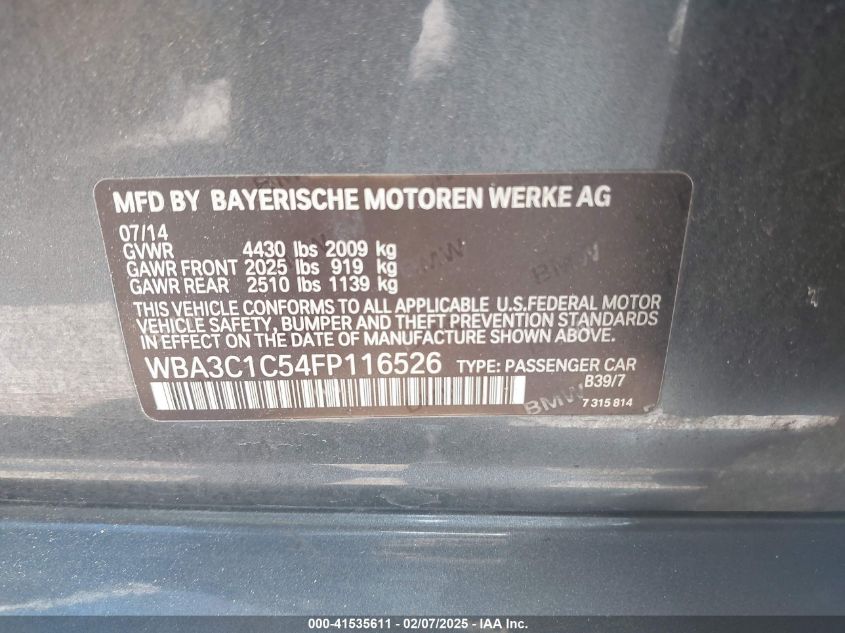 MFD BY BAYERISCHE MOTOREN WERKE AG
07/14
GVWR 4430 lbs 2009 kg
GAWR FRONT 2025 lbs 919 kg
GAWR REAR 2510 lbs 1139 kg
THIS VEHICLE CONFORMS TO ALL APPLICABLE U.S.FEDERAL MOTOR
VEHICLE SAFETY, BUMPER AND THEFT PREVENTION STANDARDS
IN EFFECT ON THE DATE OF MANUFACTURE SHOWN ABOVE.
WBA3C1C54FP116526 TYPE: PASSENGER CAR
B39/7
BMW
7 315 814
000-41535611 - 02/07/2025 - IAA Inc.